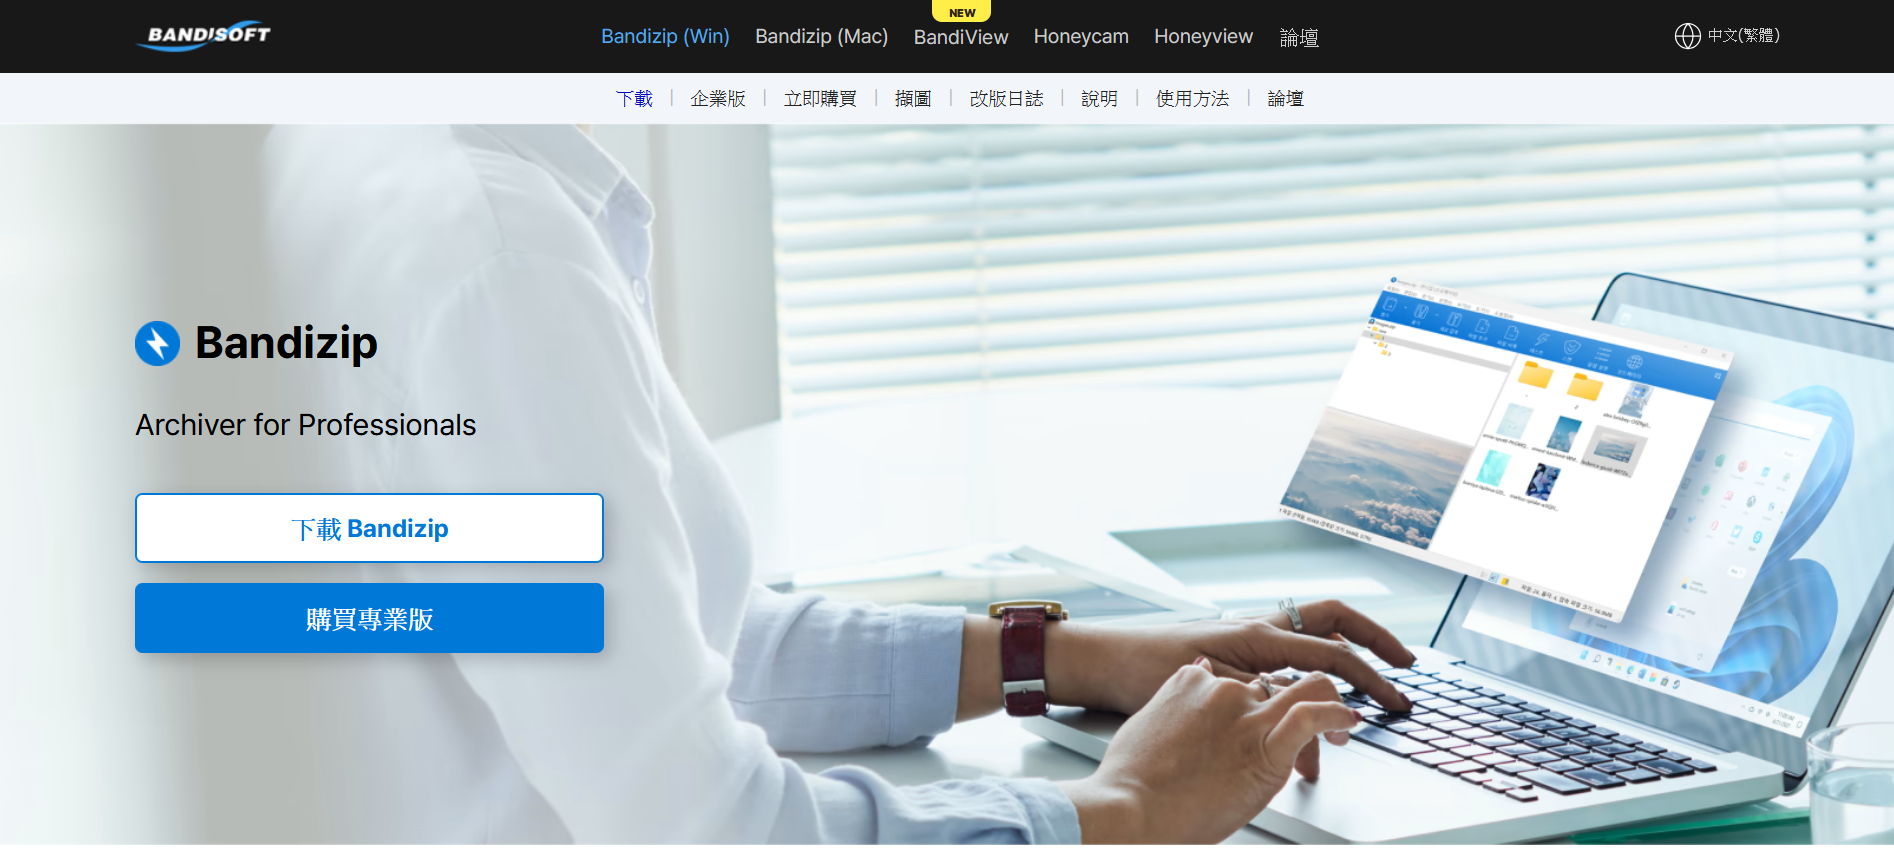 BANDISOFT
Bandizip (Win)
Bandizip (Mac)
NEW
BandiView
Honeycam
Honeyview
論壇
中文(繁體)
下載 | 企業版 | 立即購買 | 擷圖 | 改版日誌 | 說明 | 使用方法 | 論壇
Bandizip
Archiver for Professionals
下載 Bandizip
購買專業版